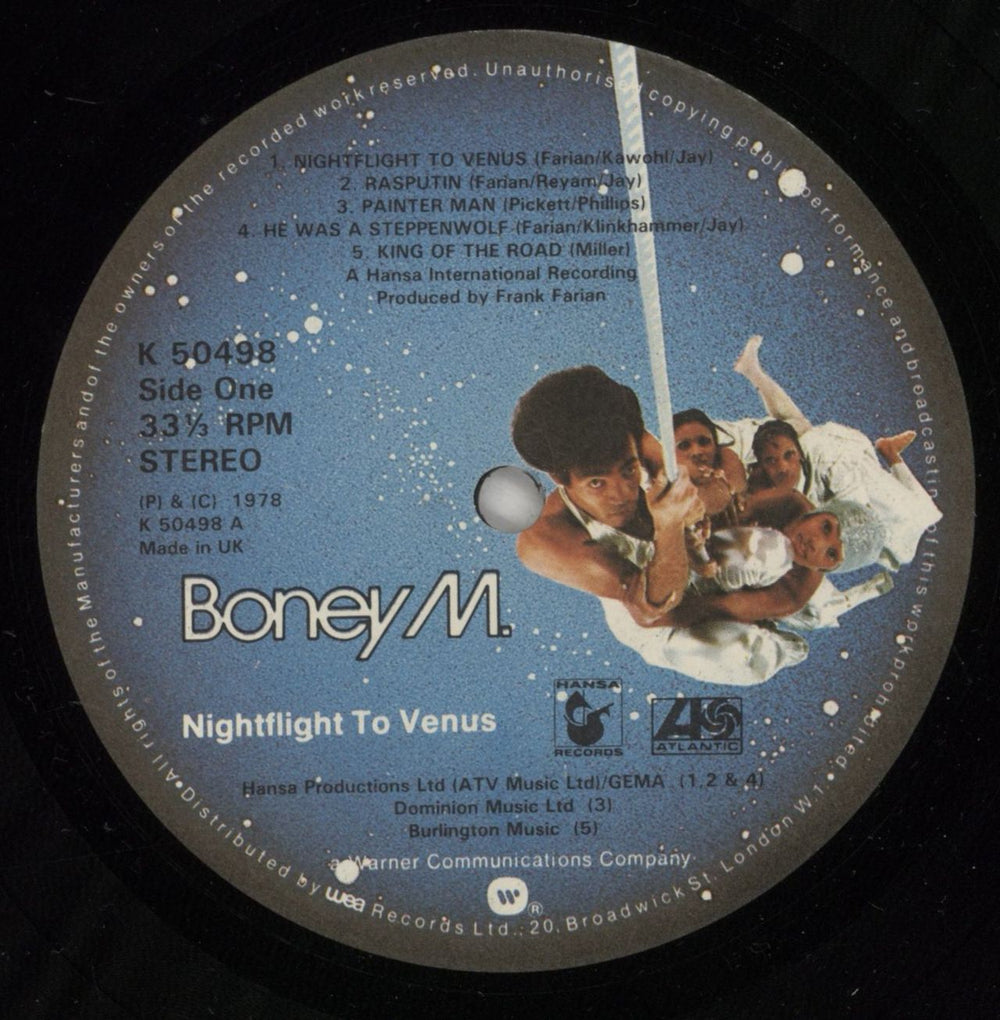 1. NIGHTFLIGHT TO VENUS (Farian/Kawohl/Jay)
2. RASPUTIN (Farian/Reyam/Jay)
3. PAINTER MAN (Pickett/Phillips)
4. HE WAS A STEPPENWOLF (Farian/Klinkhammer/Jay)
5. KING OF THE ROAD (Miller)
A Hansa International Recording
Produced by Frank Farian
K 50498
Side One
33⅓ RPM
STEREO
(P) & (C) 1978
K 50498 A
Made in UK
Boney M.
Nightflight To Venus
HANSA
RECORDS
ATLANTIC
Hansa Productions Ltd (ATV Music Ltd)/GEMA (1,2 & 4)
Dominion Music Ltd (3)
Burlington Music (5)
a Warner Communications Company
®
All rights of the Manufacturers and of the owners of the recorded work reserved. Unauthorised copying public performance and broadcasting of this work prohibited.
Distributed by wea Records Ltd., 20, Broadwick St. London W.1.